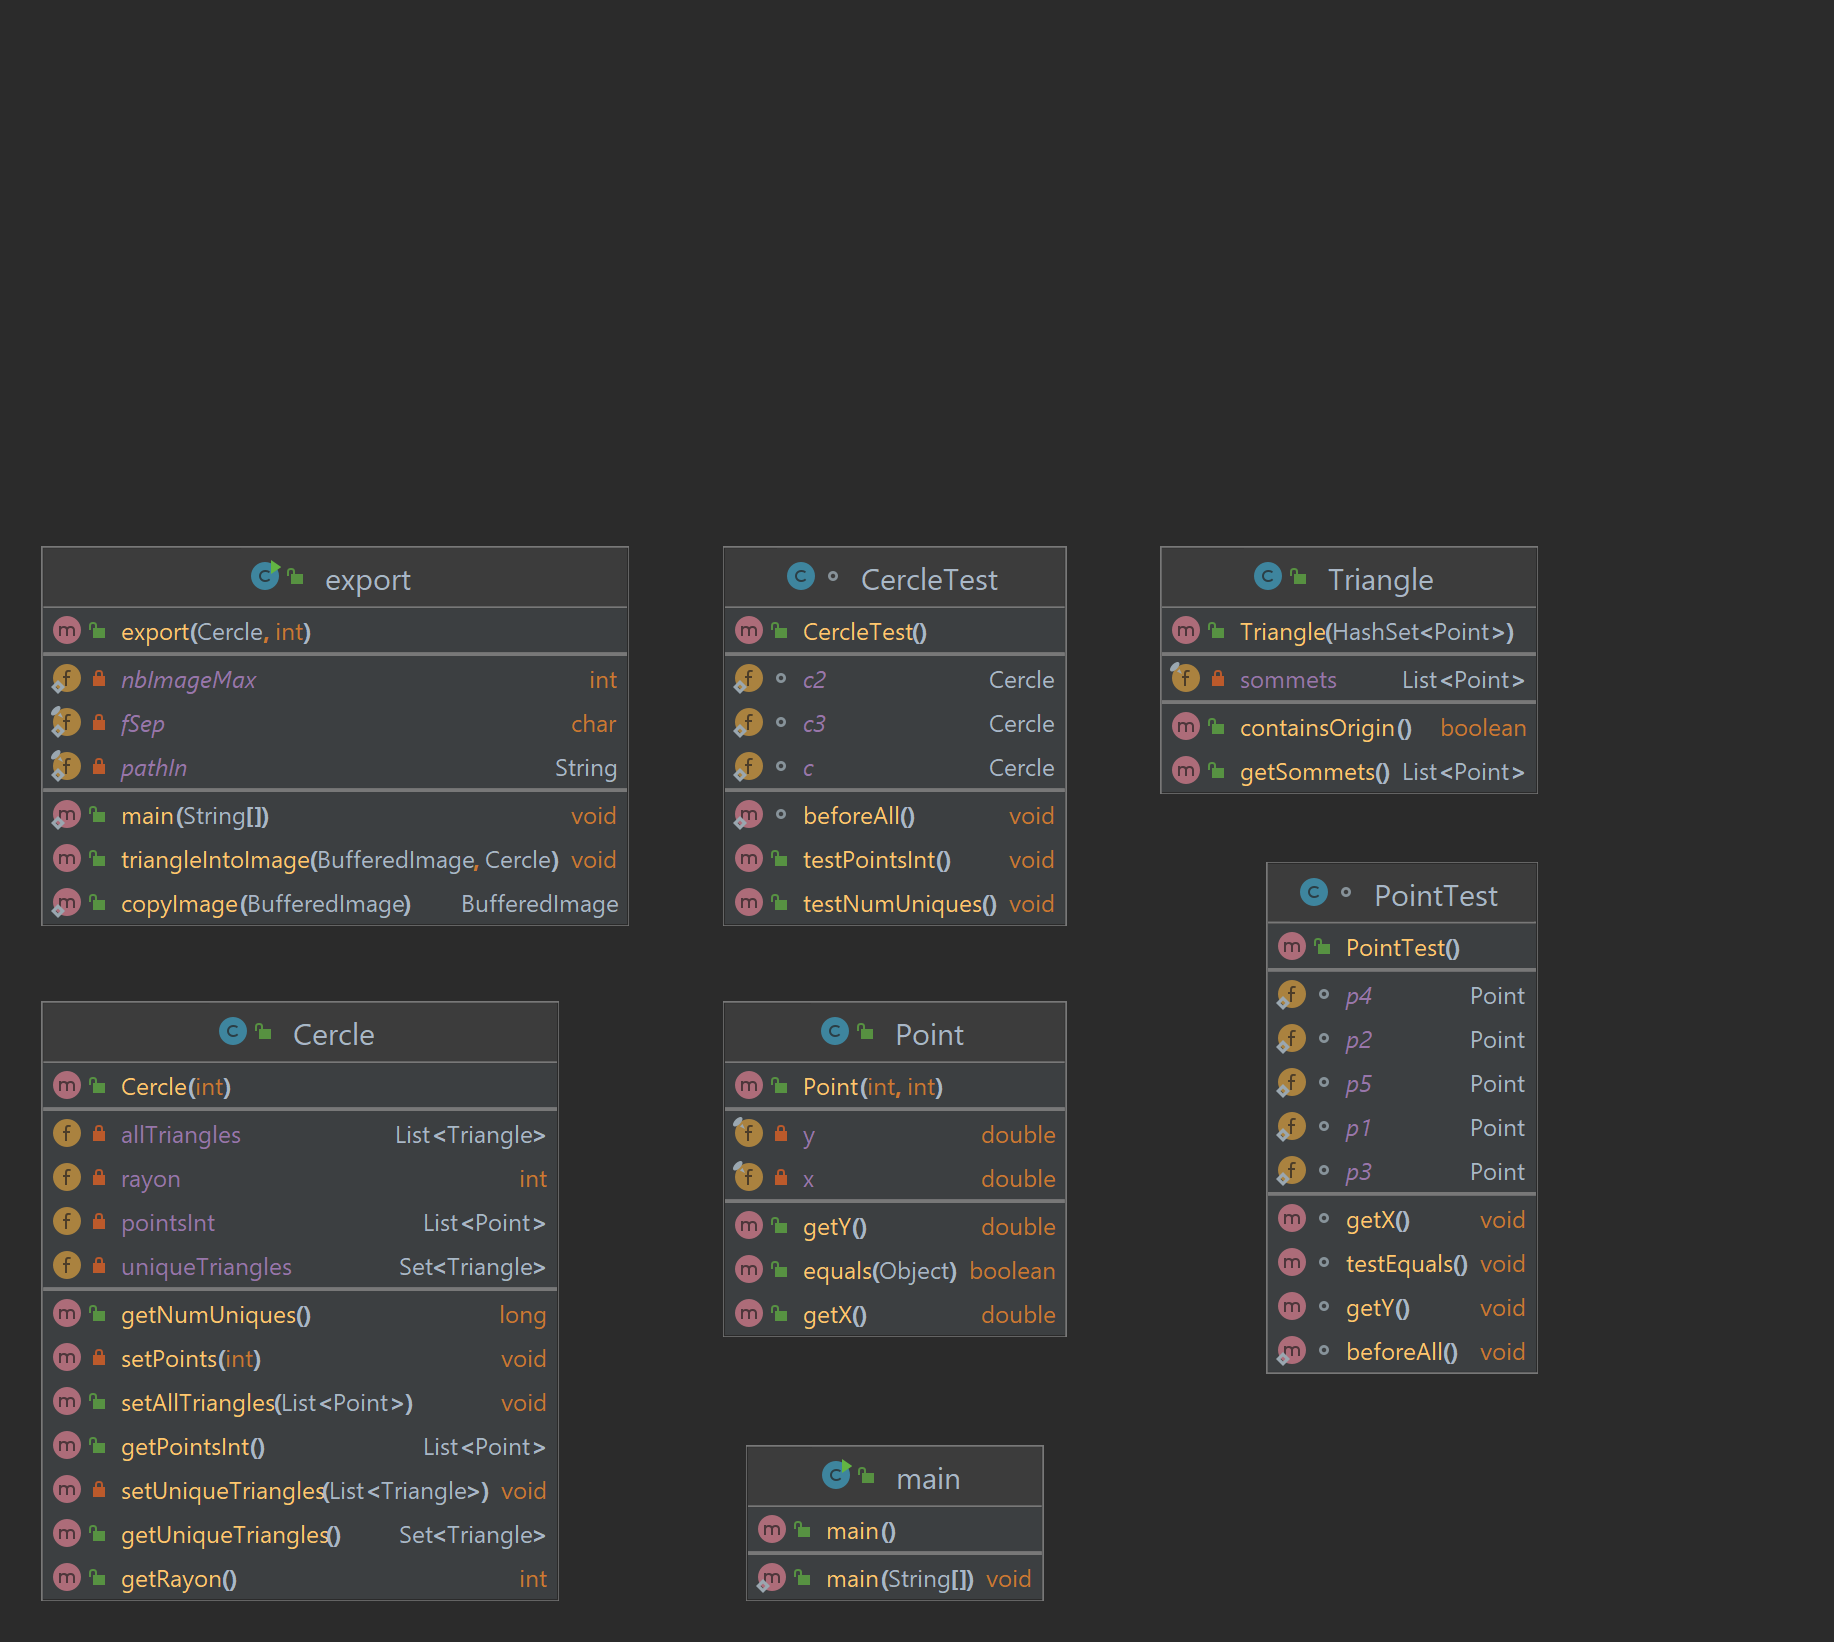 export
export(Cercle, int)
nbImageMax int
fSep char
pathIn String
main(String[]) void
triangleIntoImage(BufferedImage, Cercle) void
copyImage(BufferedImage) BufferedImage
CercleTest
CercleTest()
c2 Cercle
c3 Cercle
c Cercle
beforeAll() void
testPointsInt() void
testNumUniques() void
Triangle
Triangle(HashSet<Point>)
sommets List<Point>
containsOrigin() boolean
getSommets() List<Point>
PointTest
PointTest()
p4 Point
p2 Point
p5 Point
p1 Point
p3 Point
getX() void
testEquals() void
getY() void
beforeAll() void
Cercle
Cercle(int)
allTriangles List<Triangle>
rayon int
pointsInt List<Point>
uniqueTriangles Set<Triangle>
getNumUniques() long
setPoints(int) void
setAllTriangles(List<Point>) void
getPointsInt() List<Point>
setUniqueTriangles(List<Triangle>) void
getUniqueTriangles() Set<Triangle>
getRayon() int
Point
Point(int, int)
y double
x double
getY() double
equals(Object) boolean
getX() double
main
main()
main(String[]) void